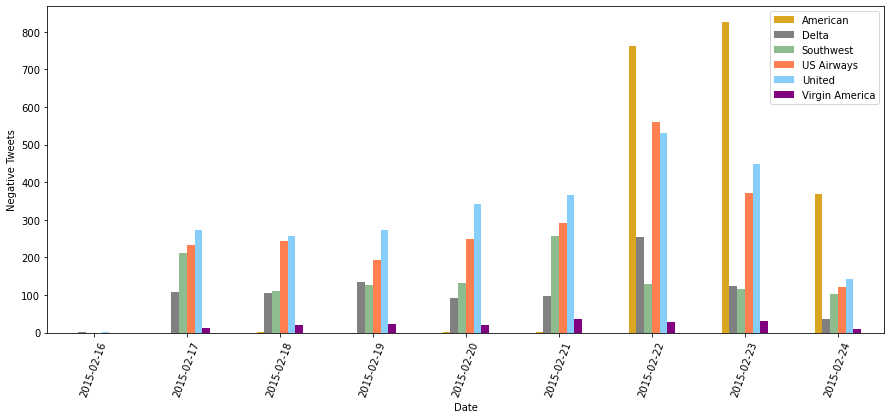 800
700
600
500
400
300
200
100
0
Negative Tweets
American
Delta
Southwest
US Airways
United
Virgin America
2015-02-16
2015-02-17
2015-02-18
2015-02-19
2015-02-20
2015-02-21
2015-02-22
2015-02-23
2015-02-24
Date